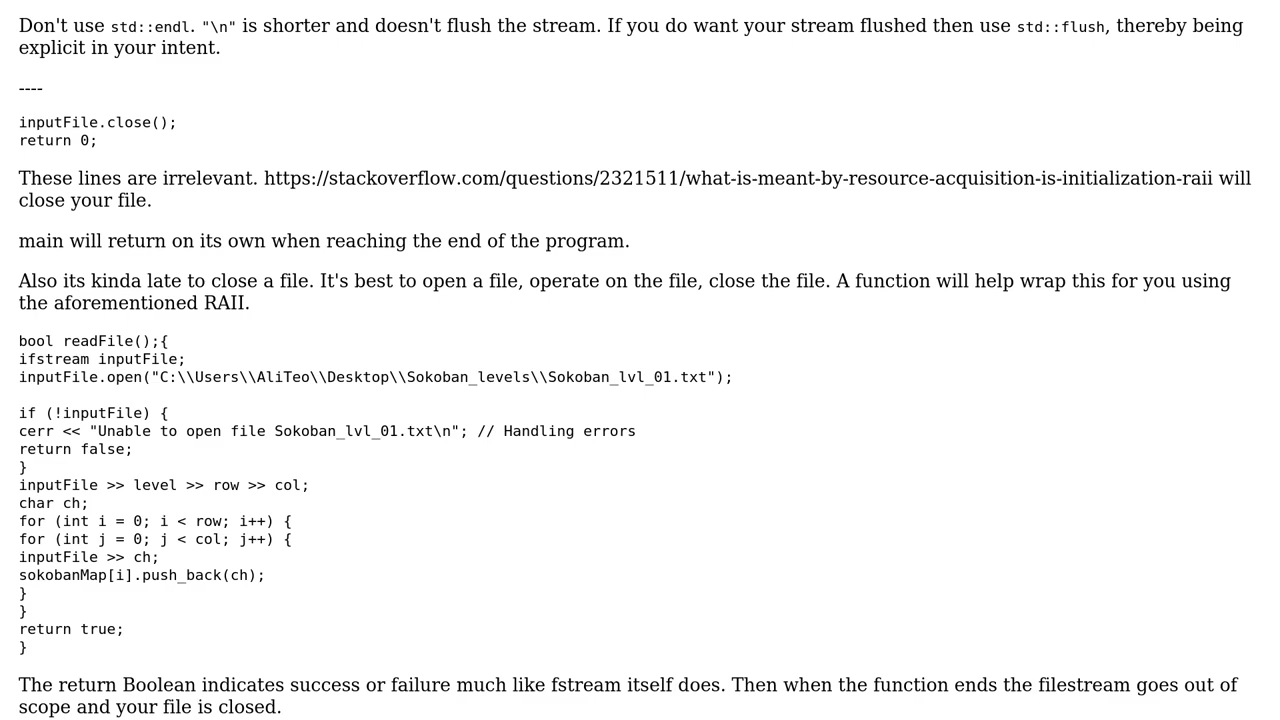 Don't use std::endl. "\n" is shorter and doesn't flush the stream. If you do want your stream flushed then use std::flush, thereby being
explicit in your intent.
----
inputFile.close();
return 0;
These lines are irrelevant. https://stackoverflow.com/questions/2321511/what-is-meant-by-resource-acquisition-is-initialization-raii will
close your file.
main will return on its own when reaching the end of the program.
Also its kinda late to close a file. It's best to open a file, operate on the file, close the file. A function will help wrap this for you using
the aforementioned RAII.
bool readFile();{
ifstream inputFile;
inputFile.open("C:\\Users\\AliTeo\\Desktop\\Sokoban_levels\\Sokoban_lvl_01.txt");
if (!inputFile) {
cerr << "Unable to open file Sokoban_lvl_01.txt\n"; // Handling errors
return false;
}
inputFile >> level >> row >> col;
char ch;
for (int i = 0; i < row; i++) {
for (int j = 0; j < col; j++) {
inputFile >> ch;
sokobanMap[i].push_back(ch);
}
}
return true;
}
The return Boolean indicates success or failure much like fstream itself does. Then when the function ends the filestream goes out of
scope and your file is closed.